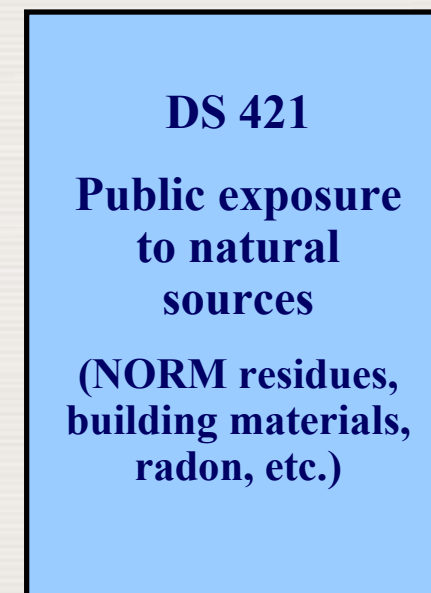 DS 421
Public exposure
to natural
sources
(NORM residues,
building materials,
radon, etc.)